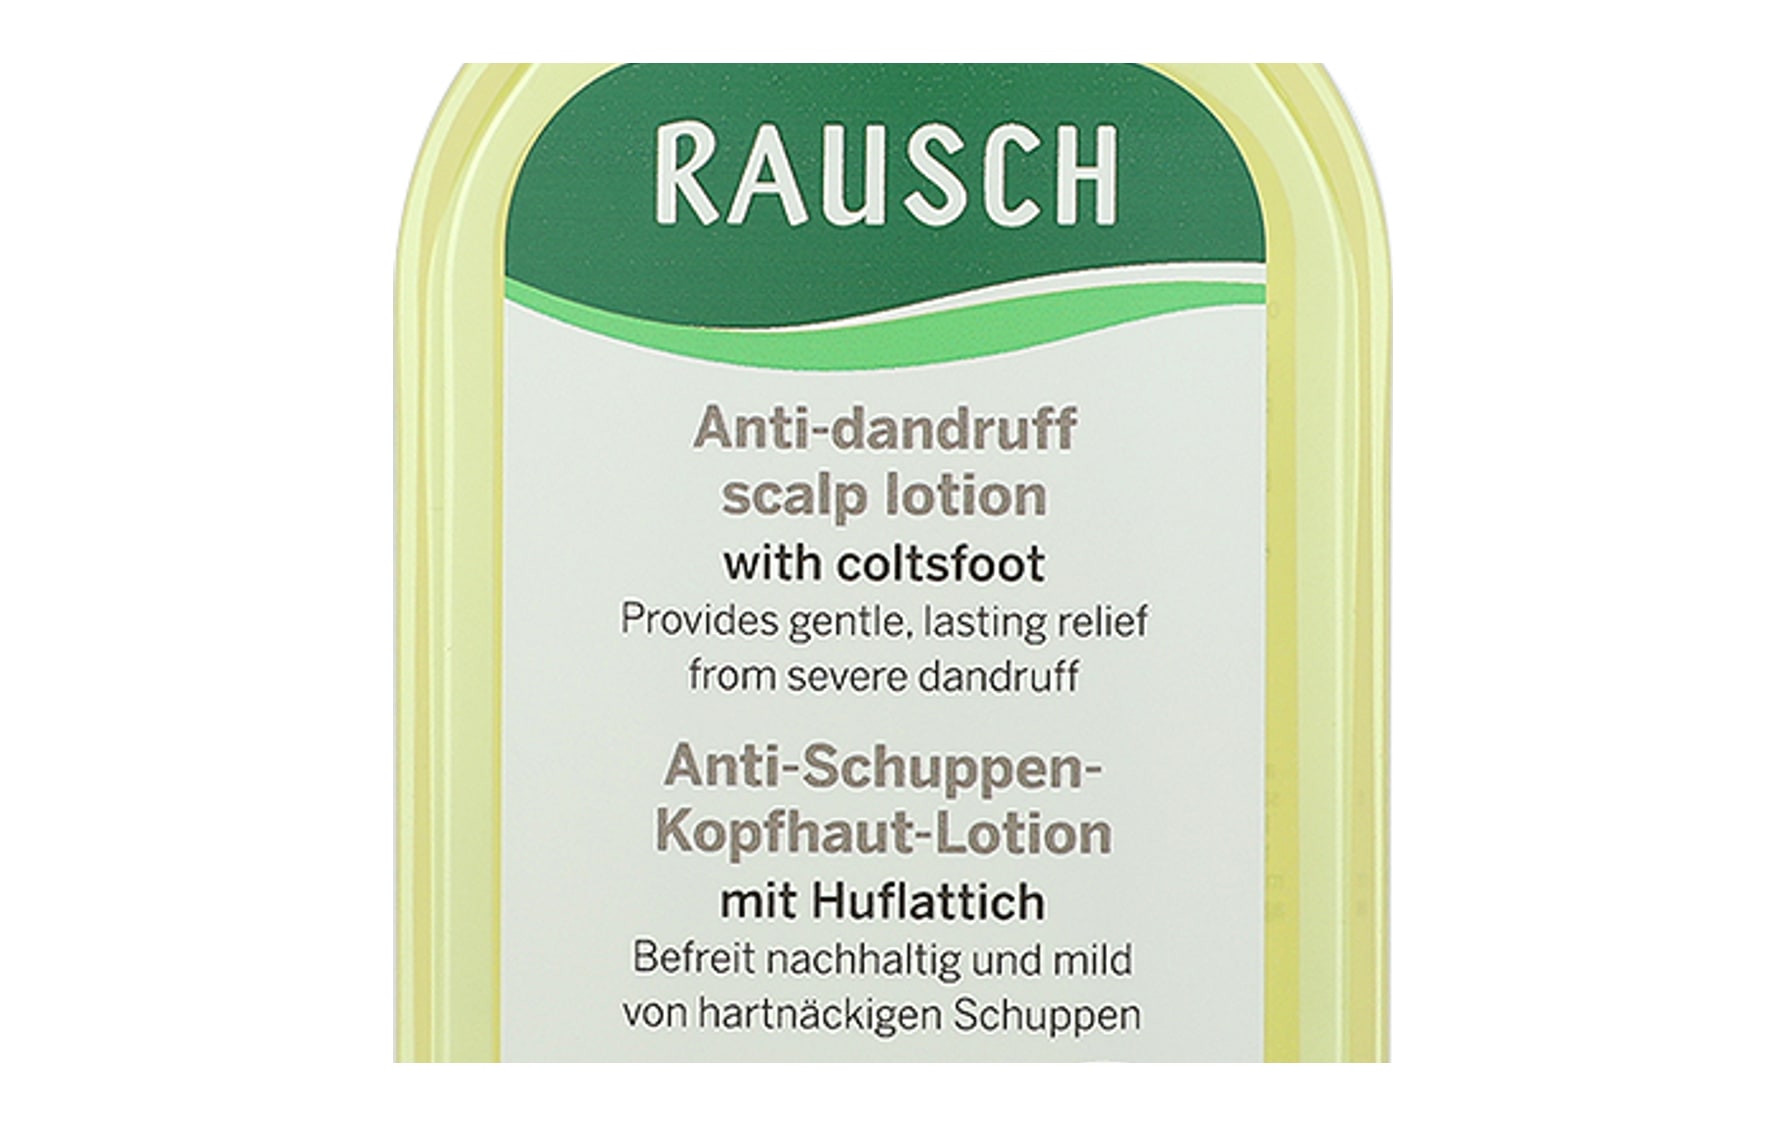 RAUSCH
Anti-dandruff
scalp lotion
with coltsfoot
Provides gentle, lasting relief
from severe dandruff
Anti-Schuppen-
Kopfhaut-Lotion
mit Huflattich
Befreit nachhaltig und mild
von hartnäckigen Schuppen